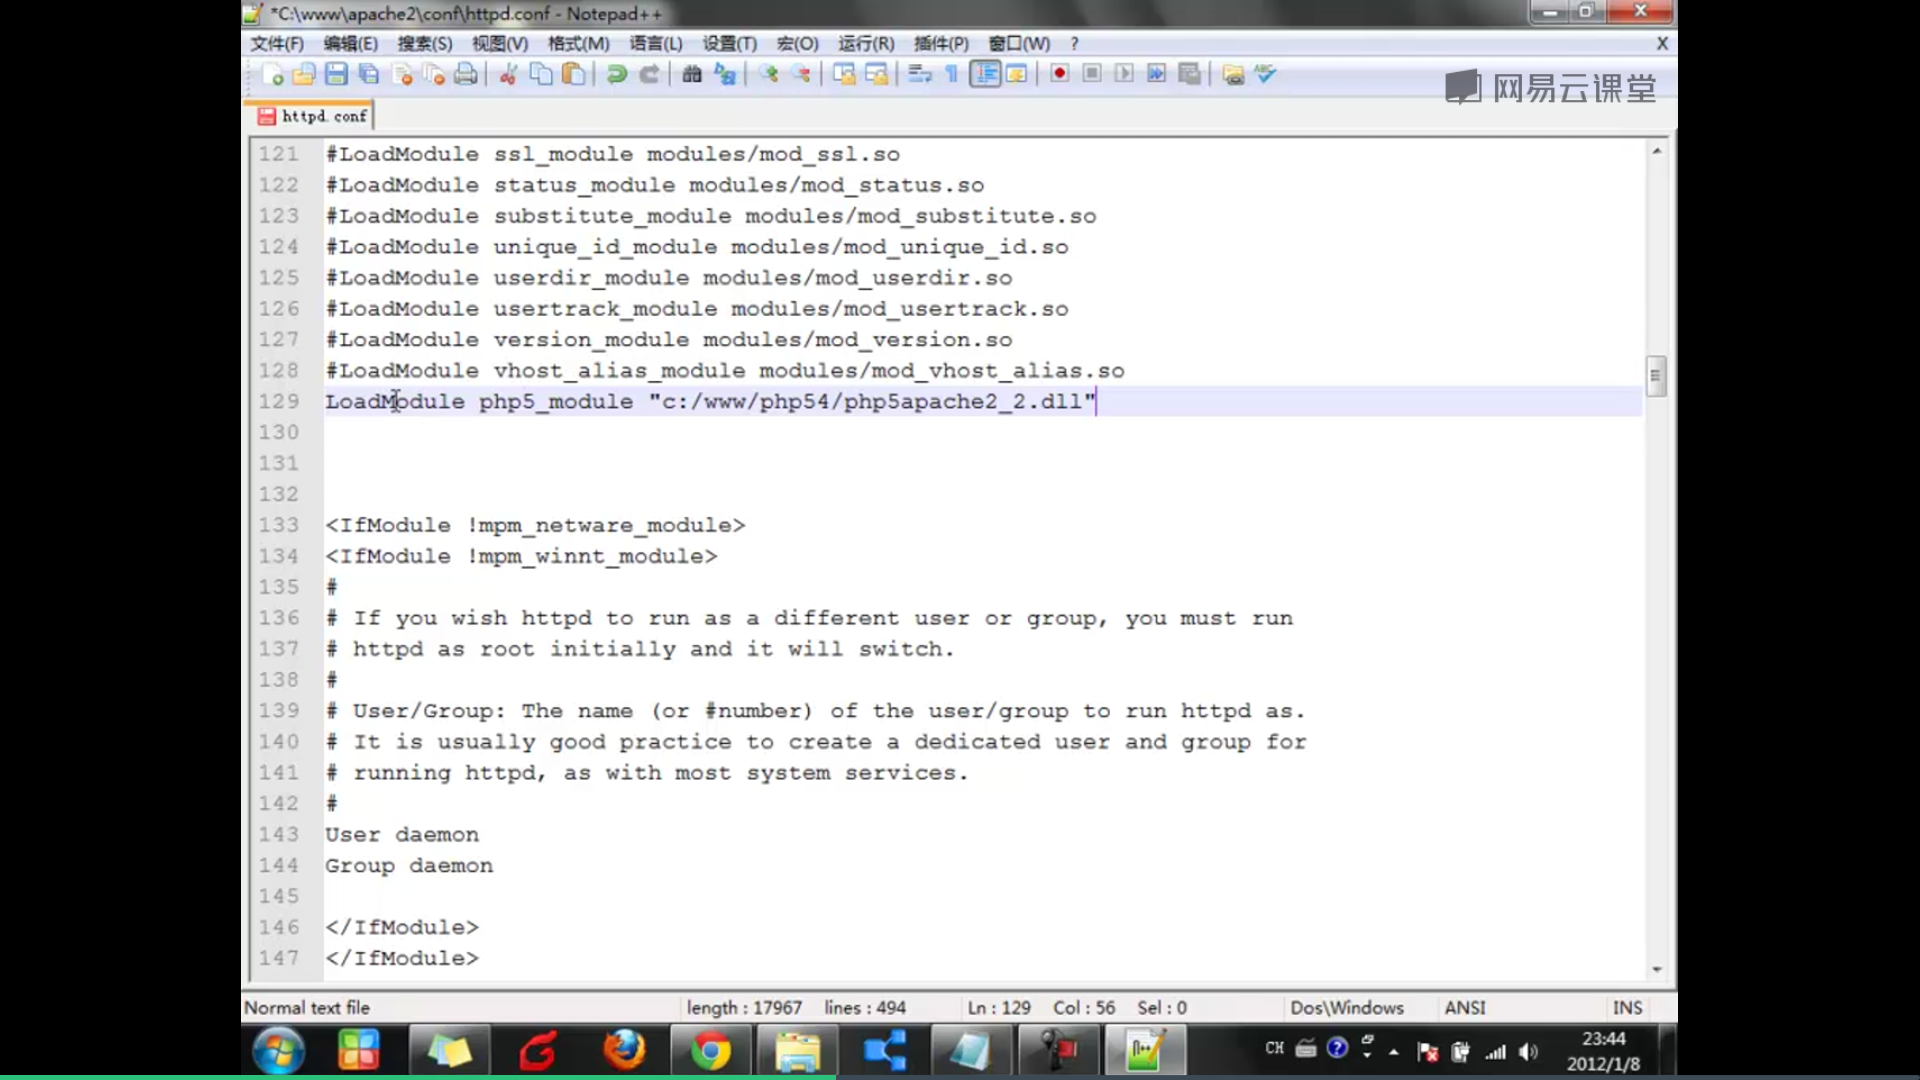 *C:\www\apache2\conf\httpd.conf - Notepad++
文件(F) 编辑(E) 搜索(S) 视图(V) 格式(M) 语言(L) 设置(T) 宏(O) 运行(R) 插件(P) 窗口(W) ? X
网易云课堂
httpd.conf
121 #LoadModule ssl_module modules/mod_ssl.so
122 #LoadModule status_module modules/mod_status.so
123 #LoadModule substitute_module modules/mod_substitute.so
124 #LoadModule unique_id_module modules/mod_unique_id.so
125 #LoadModule userdir_module modules/mod_userdir.so
126 #LoadModule usertrack_module modules/mod_usertrack.so
127 #LoadModule version_module modules/mod_version.so
128 #LoadModule vhost_alias_module modules/mod_vhost_alias.so
129 LoadModule php5_module "c:/www/php54/php5apache2_2.dll"
130
131
132
133 <IfModule !mpm_netware_module>
134 <IfModule !mpm_winnt_module>
135 #
136 # If you wish httpd to run as a different user or group, you must run
137 # httpd as root initially and it will switch.
138 #
139 # User/Group: The name (or #number) of the user/group to run httpd as.
140 # It is usually good practice to create a dedicated user and group for
141 # running httpd, as with most system services.
142 #
143 User daemon
144 Group daemon
145
146 </IfModule>
147 </IfModule>
Normal text file length : 17967 lines : 494 Ln : 129 Col : 56 Sel : 0 Dos\Windows ANSI INS
CH 23:44
2012/1/8